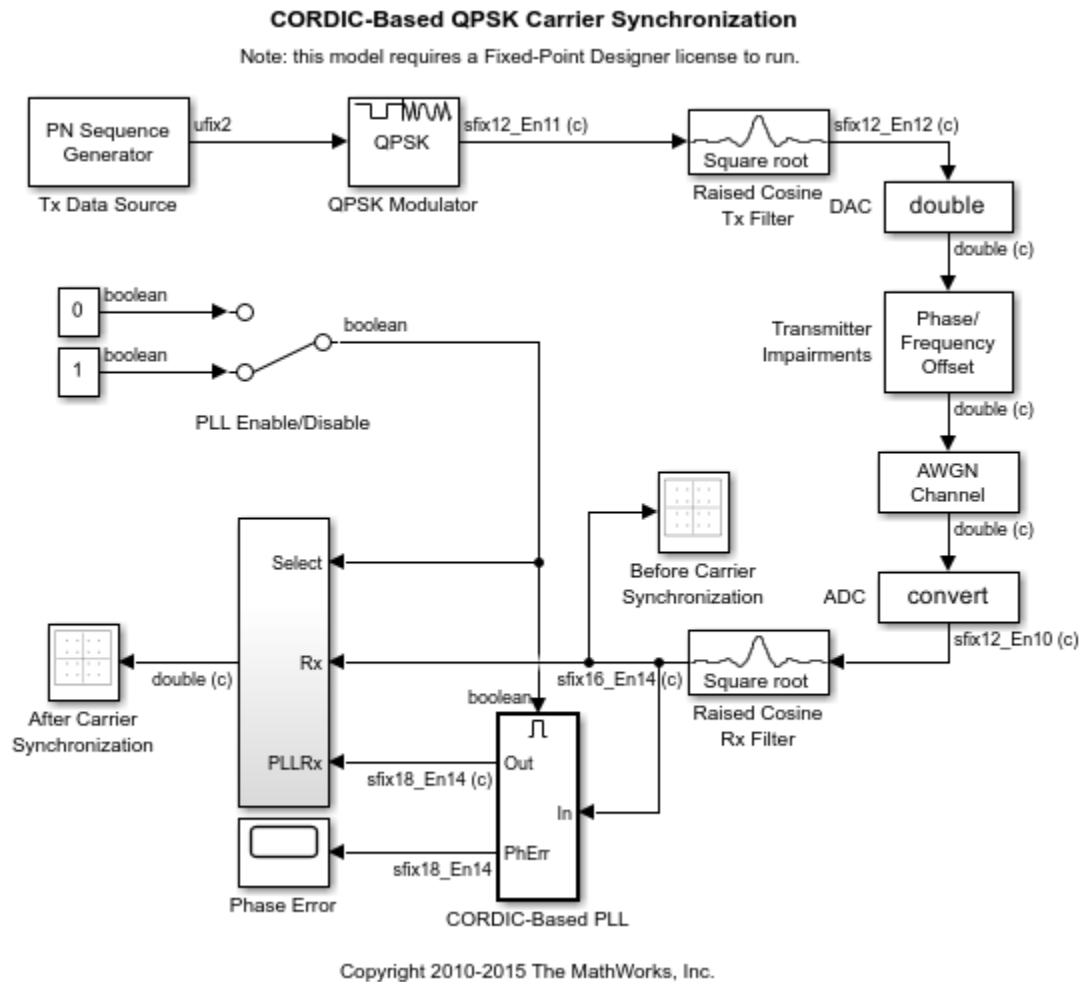 CORDIC-Based QPSK Carrier Synchronization
Note: this model requires a Fixed-Point Designer license to run.
PN Sequence
Generator
ufix2
Tx Data Source
QPSK
sfix12_En11 (c)
QPSK Modulator
Square root
sfix12_En12 (c)
Raised Cosine
Tx Filter
DAC
double
double (c)
0
boolean
1
boolean
boolean
PLL Enable/Disable
Transmitter
Impairments
Phase/
Frequency
Offset
double (c)
AWGN
Channel
double (c)
Before Carrier
Synchronization
ADC
convert
sfix12_En10 (c)
Square root
Raised Cosine
Rx Filter
sfix16_En14 (c)
Select
Rx
PLLRx
double (c)
After Carrier
Synchronization
boolean
Out
In
PhErr
sfix18_En14 (c)
sfix18_En14
Phase Error
CORDIC-Based PLL
Copyright 2010-2015 The MathWorks, Inc.